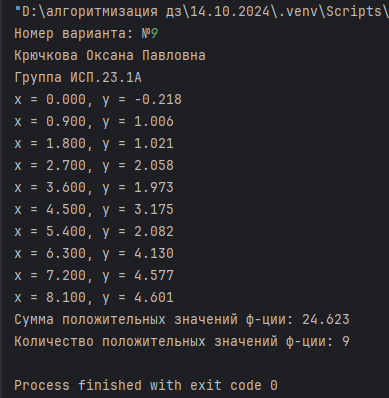 "D:\алгоритмизация дз\14.10.2024\.venv\Scripts\
Номер варианта: №9
Крючкова Оксана Павловна
Группа ИСП.23.1А
x = 0.000, y = -0.218
x = 0.900, y = 1.006
x = 1.800, y = 1.021
x = 2.700, y = 2.058
x = 3.600, y = 1.973
x = 4.500, y = 3.175
x = 5.400, y = 2.082
x = 6.300, y = 4.130
x = 7.200, y = 4.577
x = 8.100, y = 4.601
Сумма положительных значений ф-ции: 24.623
Количество положительных значений ф-ции: 9
Process finished with exit code 0